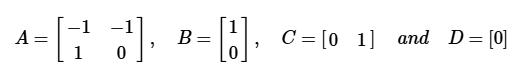 A = [ -1 -1 ; 1 0 ], B = [ 1 ; 0 ], C = [0 1] and D = [0]